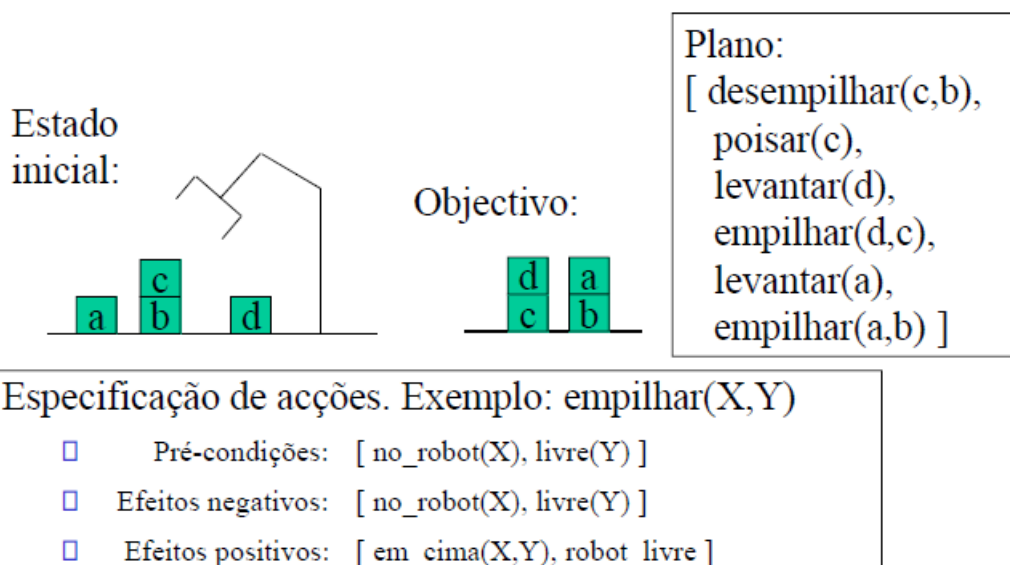 Estado
inicial:
a
c
b
d
Objectivo:
d a
c b
Plano:
[ desempilhar(c,b),
poisar(c),
levantar(d),
empilhar(d,c),
levantar(a),
empilhar(a,b) ]
Especificação de acções. Exemplo: empilhar(X,Y)
Pré-condições: [ no_robot(X), livre(Y) ]
Efeitos negativos: [ no_robot(X), livre(Y) ]
Efeitos positivos: [ em_cima(X,Y), robot_livre ]